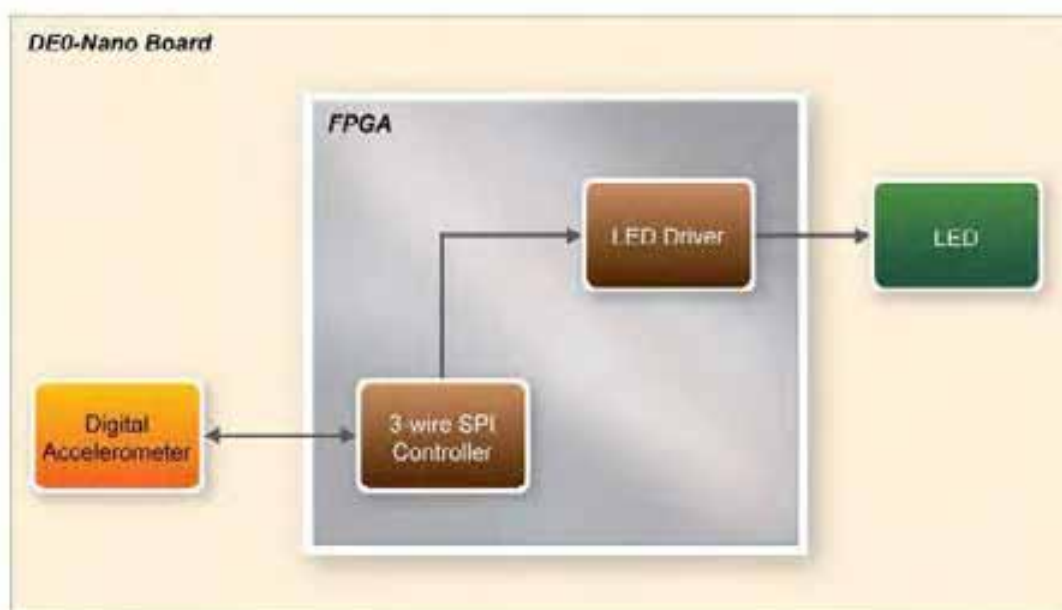 DE0-Nano Board
FPGA
LED Driver
LED
Digital
Accelerometer
3-wire SPI
Controller